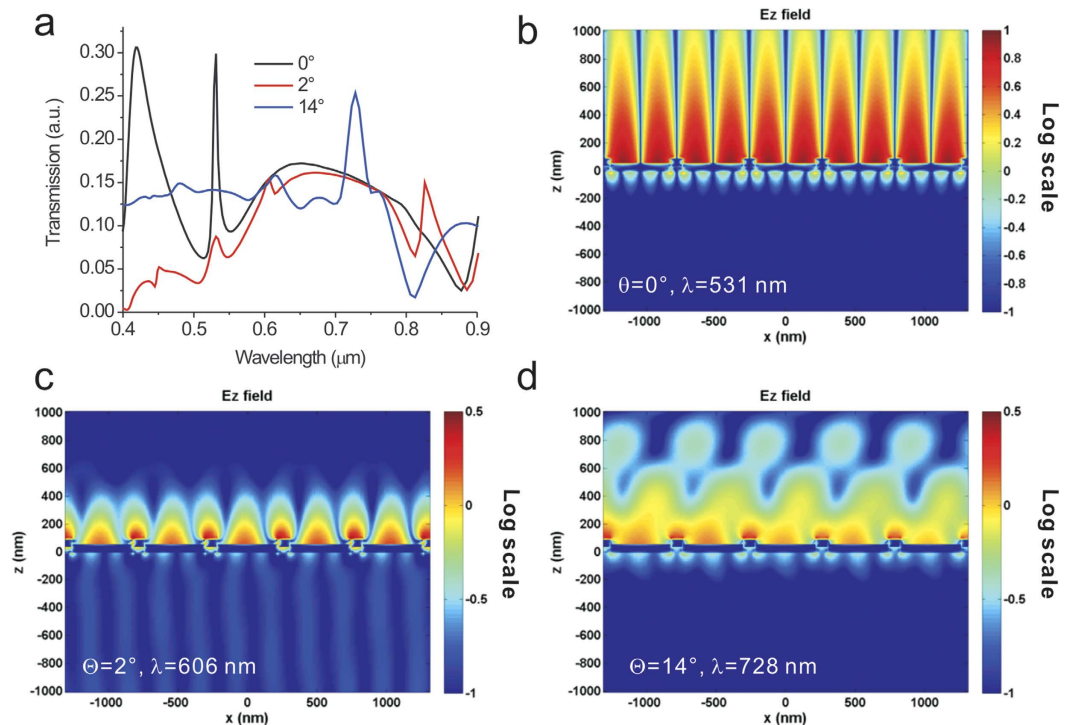 a
0.30
0.25
0.20
0.15
0.10
0.05
0.00
Transmission (a.u.)
0°
2°
14°
0.4 0.5 0.6 0.7 0.8 0.9
Wavelength (μm)
b
Ez field
1000
800
600
400
200
0
-200
-400
-600
-800
-1000
z (nm)
θ=0°, λ=531 nm
-1000 -500 0 500 1000
x (nm)
1
0.8
0.6
0.4
0.2
0
-0.2
-0.4
-0.6
-0.8
-1
Log scale
c
Ez field
1000
800
600
400
200
0
-200
-400
-600
-800
-1000
z (nm)
Θ=2°, λ=606 nm
-1000 -500 0 500 1000
x (nm)
0.5
0
-0.5
-1
Log scale
d
Ez field
1000
800
600
400
200
0
-200
-400
-600
-800
-1000
z (nm)
Θ=14°, λ=728 nm
-1000 -500 0 500 1000
x (nm)
0.5
0
-0.5
-1
Log scale